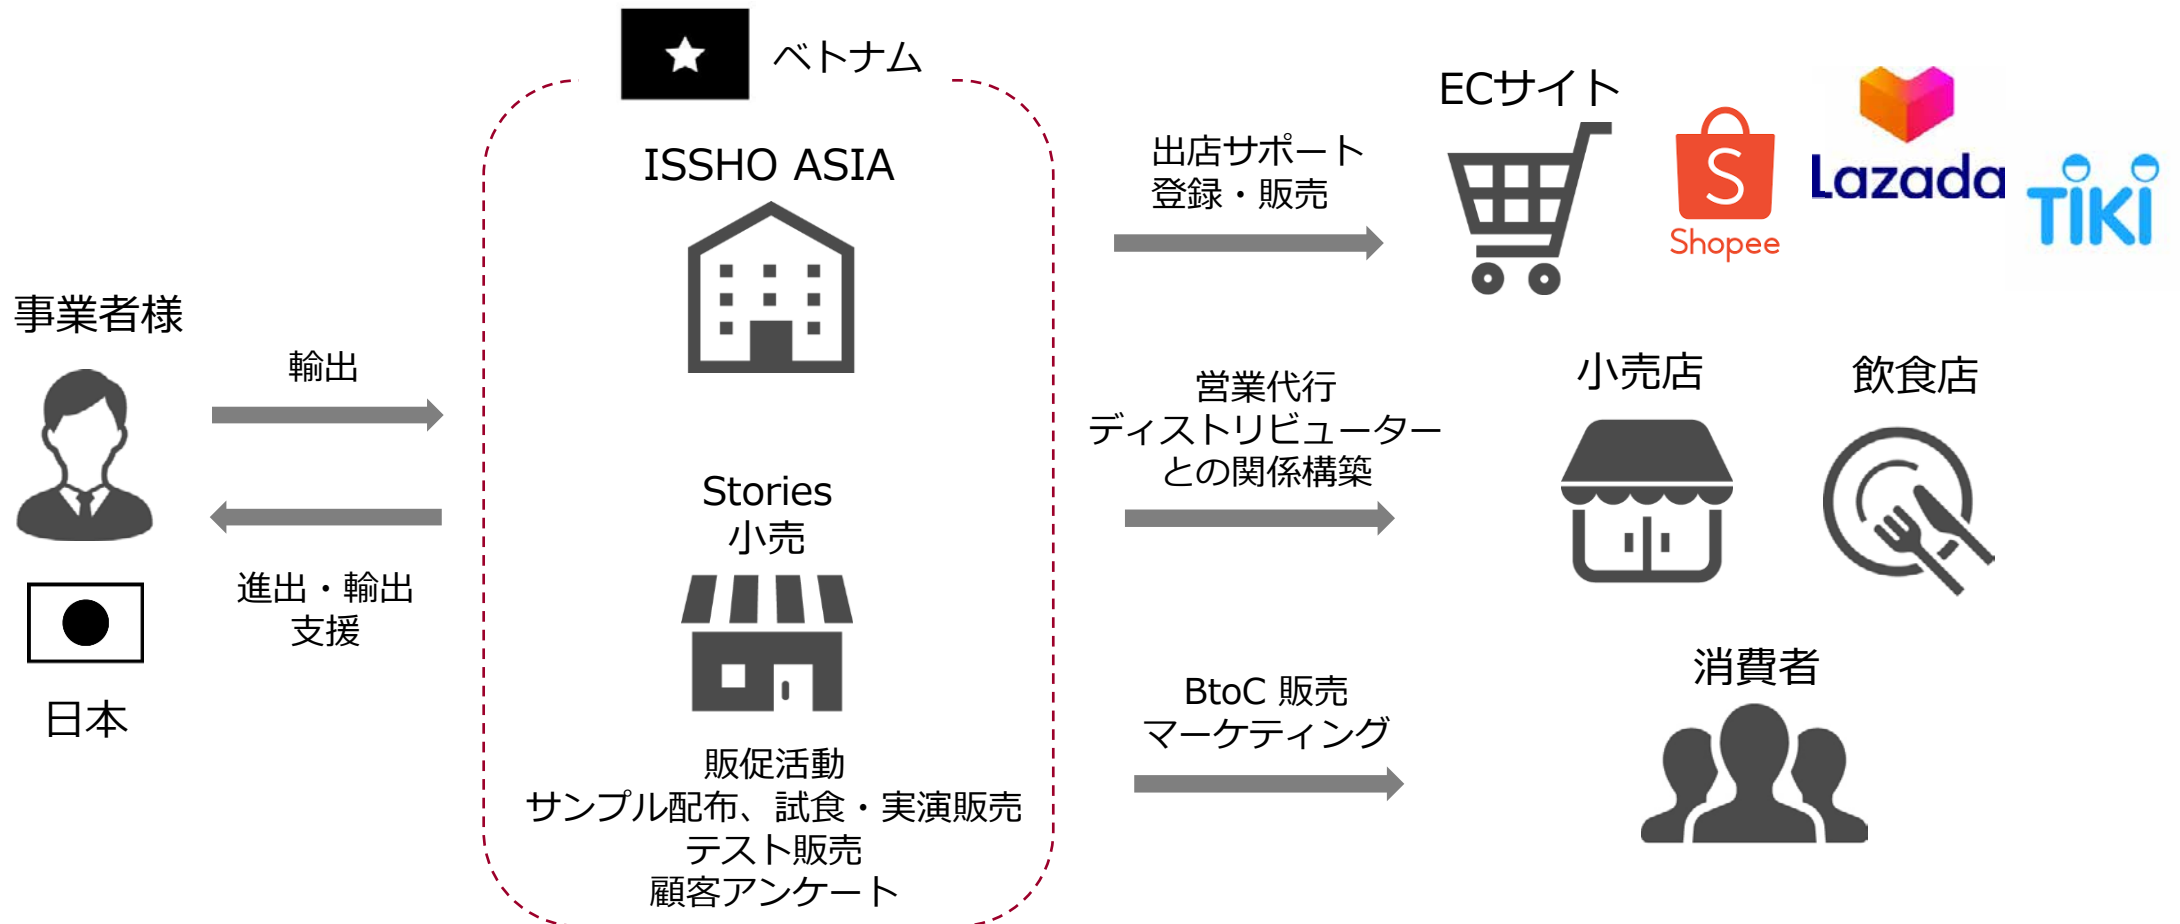 事業者様
日本
輸出
進出・輸出
支援
ベトナム
ISSHO ASIA
Stories
小売
販促活動
サンプル配布、試食・実演販売
テスト販売
顧客アンケート
出店サポート
登録・販売
ECサイト
S
Shopee
Lazada
TiKi
営業代行
ディストリビューター
との関係構築
小売店
飲食店
BtoC 販売
マーケティング
消費者